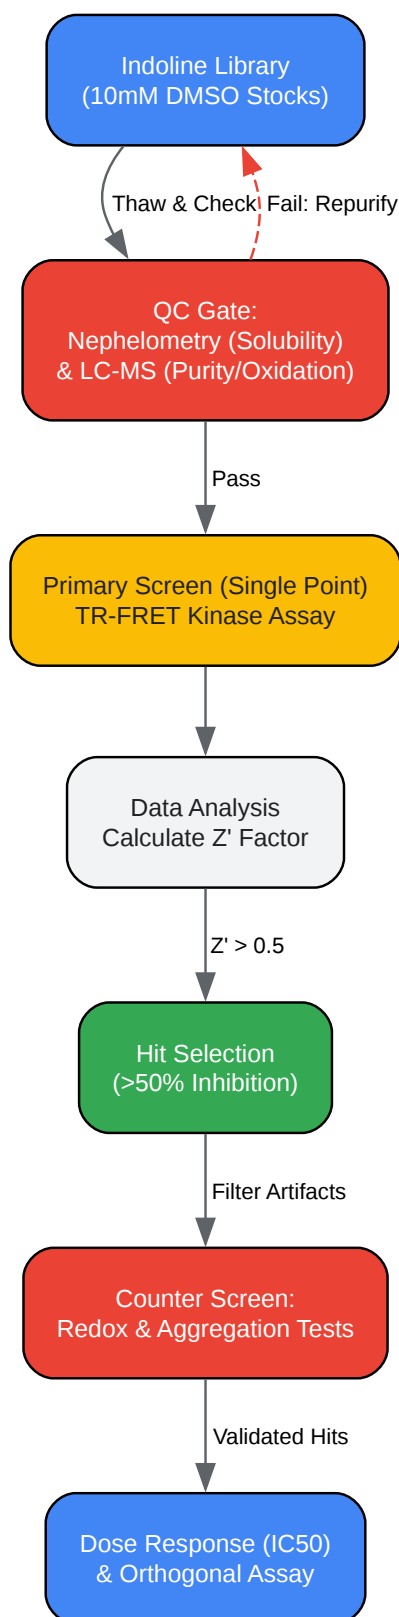 Indoline Library
(10mM DMSO Stocks)
Thaw & Check
Fail: Repurify
QC Gate:
Nephelometry (Solubility)
& LC-MS (Purity/Oxidation)
Pass
Primary Screen (Single Point)
TR-FRET Kinase Assay
Data Analysis
Calculate Z' Factor
Z' > 0.5
Hit Selection
(>50% Inhibition)
Filter Artifacts
Counter Screen:
Redox & Aggregation Tests
Validated Hits
Dose Response (IC50)
& Orthogonal Assay